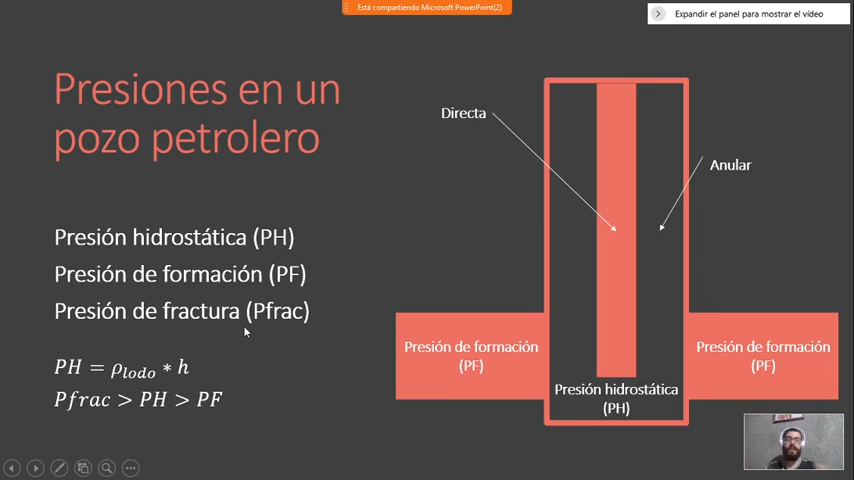 Está compartiendo Microsoft PowerPoint(2)
Expandir el panel para mostrar el vídeo
Presiones en un
pozo petrolero
Presión hidrostática (PH)
Presión de formación (PF)
Presión de fractura (Pfrac)
PH = ρ_lodo * h
Pfrac > PH > PF
Directa
Anular
Presión de formación
(PF)
Presión hidrostática
(PH)
Presión de formación
(PF)